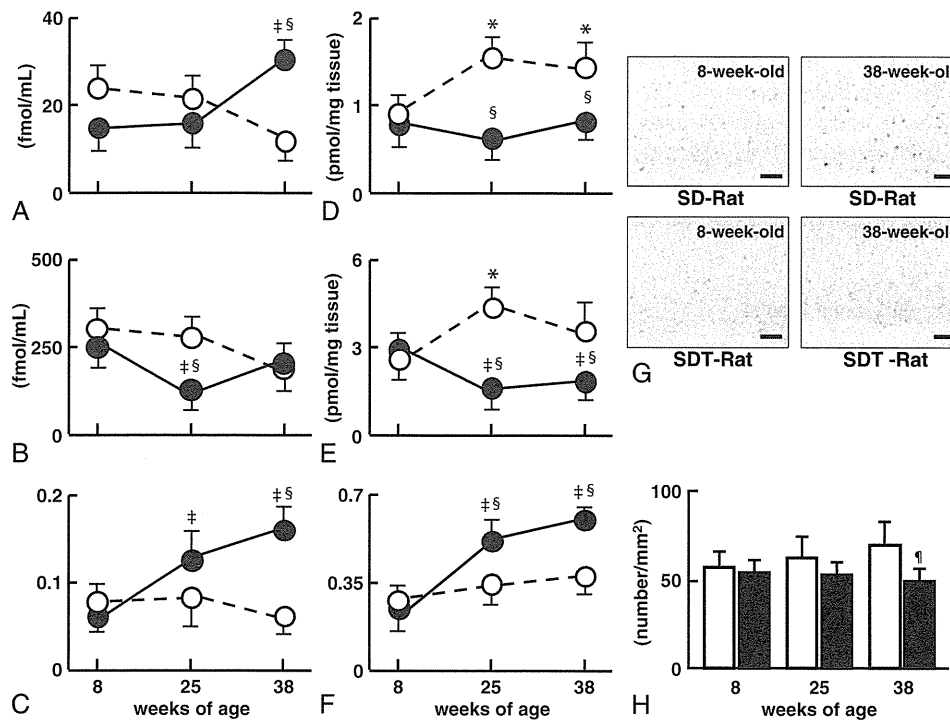 40
20
0
(fmol/mL)
‡ §
A
2
1
0
(pmol/mg tissue)
*
*
§
§
D
8-week-old
SD-Rat
38-week-ol
SD-Rat
8-week-old
SDT-Rat
38-week-ol
SDT -Rat
G
500
250
0
(fmol/mL)
‡ §
B
6
3
0
(pmol/mg tissue)
*
‡ §
‡ §
E
0.2
0.1
0
‡
‡ §
8
25
38
weeks of age
C
0.7
0.35
0
‡ §
‡ §
8
25
38
weeks of age
F
100
50
0
(number/mm²)
¶
8
25
38
weeks of age
H